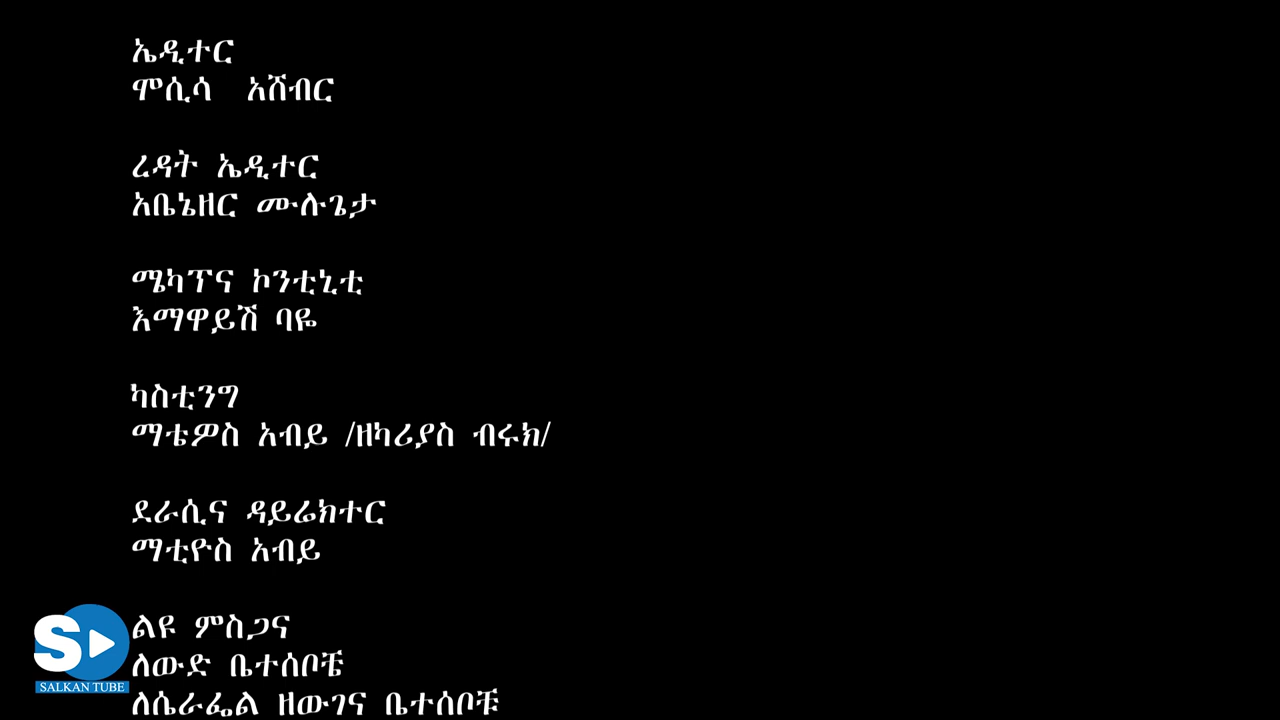 ኤዲተር
ሞሲሳ አሸብር
ረዳት ኤዲተር
አቤኔዘር ሙሉጌታ
ሜካፕና ኮንቲኒቲ
እማዋይሽ ባዬ
ካስቲንግ
ማቴዎስ አብይ /ዘካሪያስ ብሩክ/
ደራሲና ዳይሬክተር
ማቲዮስ አብይ
ልዩ ምስጋና
ለውድ ቤተሰቦቼ
ለሴራፌል ዘውገና ቤተሰቦቹ
S
SALKAN TUBE